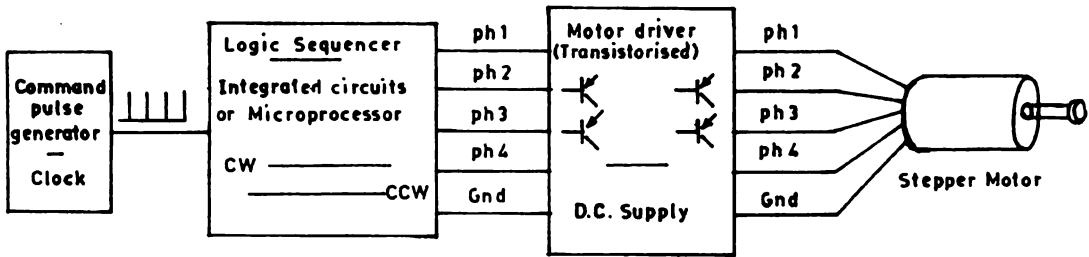 Command
pulse
generator
Clock
Logic Sequencer
Integrated circuits
or Microprocessor
CW
CCW
ph1
ph2
ph3
ph4
Gnd
Motor driver
(Transistorised)
D.C. Supply
ph1
ph2
ph3
ph4
Gnd
Stepper Motor